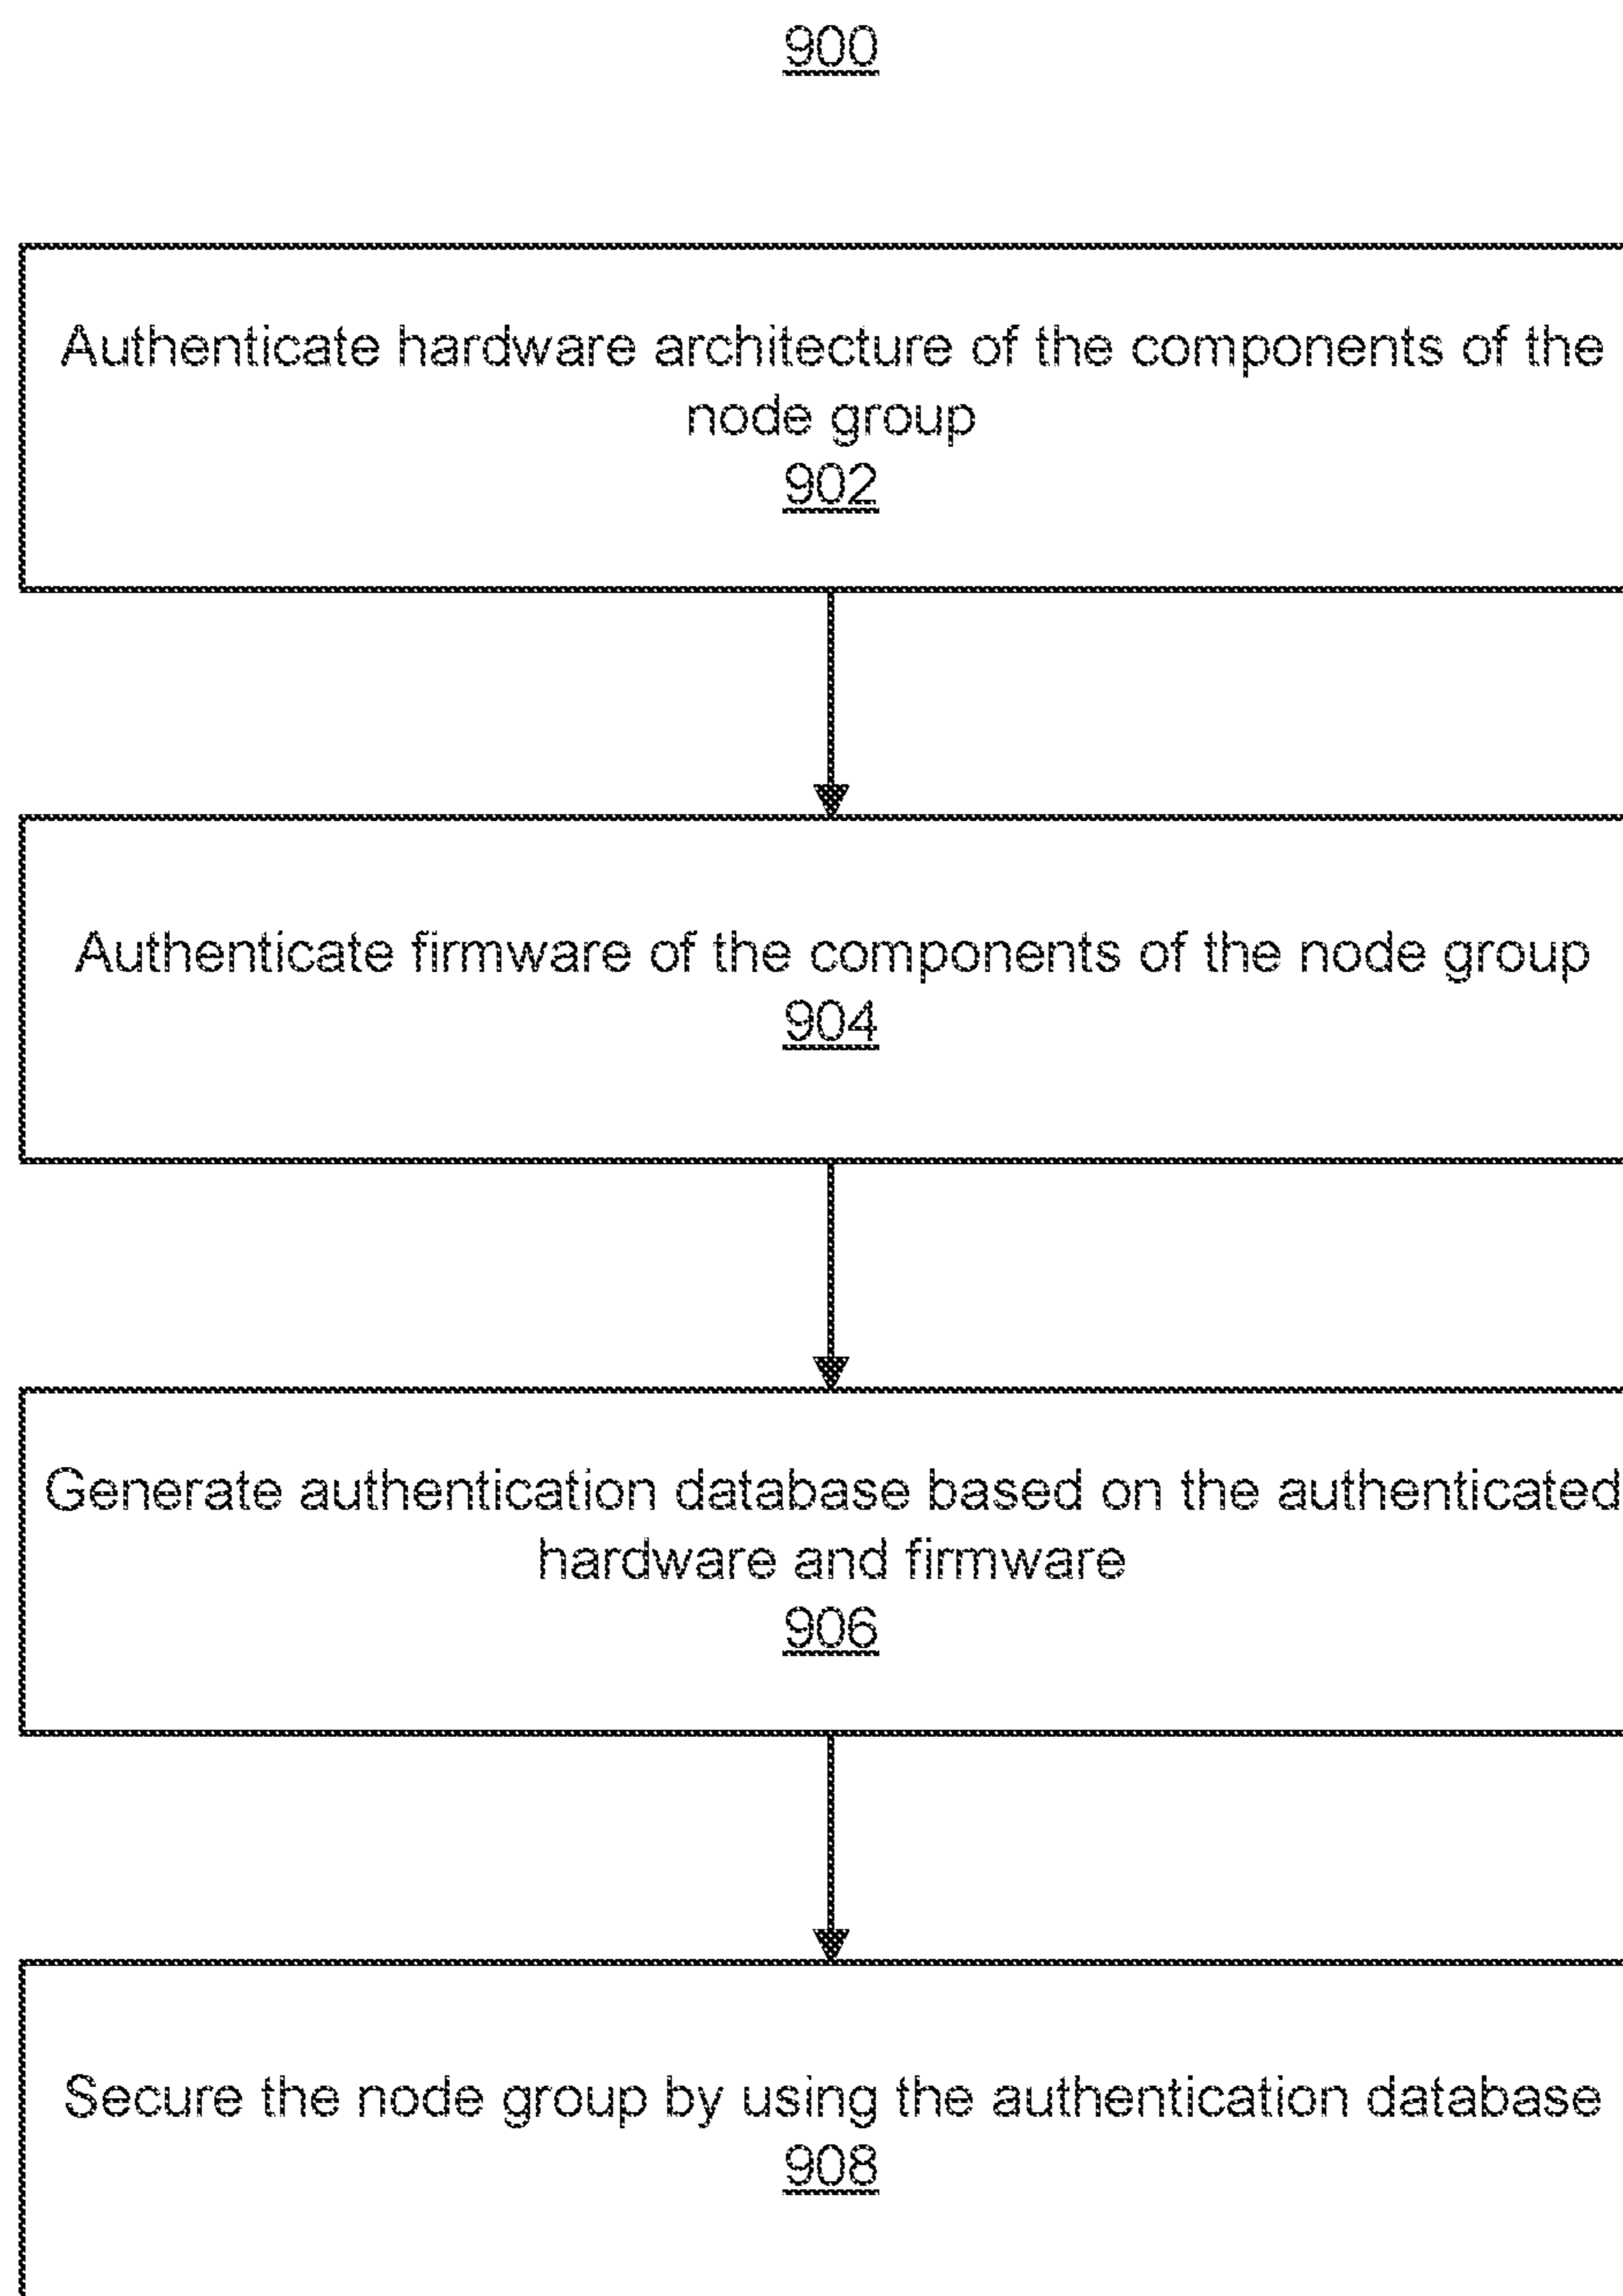 900
Authenticate hardware architecture of the components of the
node group
902
Authenticate firmware of the components of the node group
904
Generate authentication database based on the authenticated
hardware and firmware
906
Secure the node group by using the authentication database
908